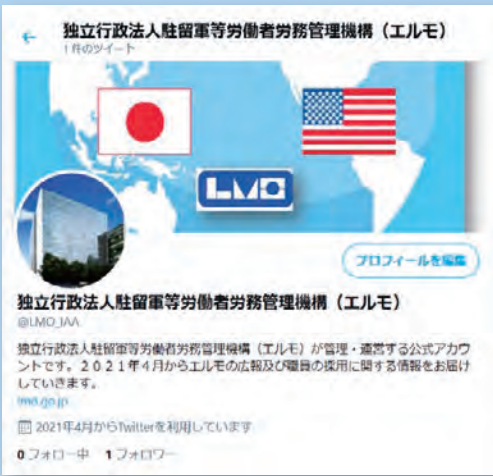 独立行政法人駐留軍等労働者労務管理機構（エルモ）
1件のツイート
LMO
プロフィールを編集
独立行政法人駐留軍等労働者労務管理機構（エルモ）
@LMO_IAA
独立行政法人駐留軍等労働者労務管理機構（エルモ）が管理・運営する公式アカウ
ントです。２０２１年４月からエルモの広報及び職員の採用に関する情報をお届け
していきます。
lmo.go.jp
2021年4月からTwitterを利用しています
0 フォロー中 1 フォロワー